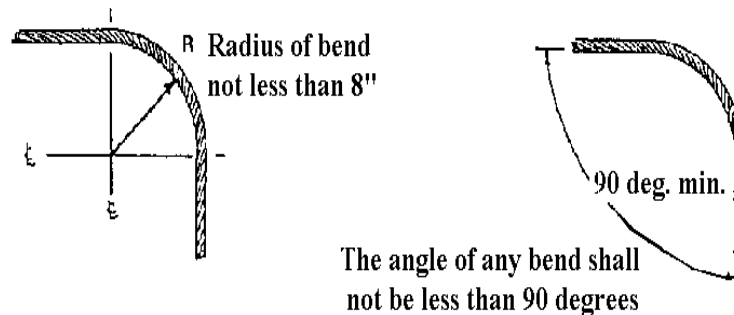 R Radius of bend
not less than 8"
℄
℄
90 deg. min.
The angle of any bend shall
not be less than 90 degrees